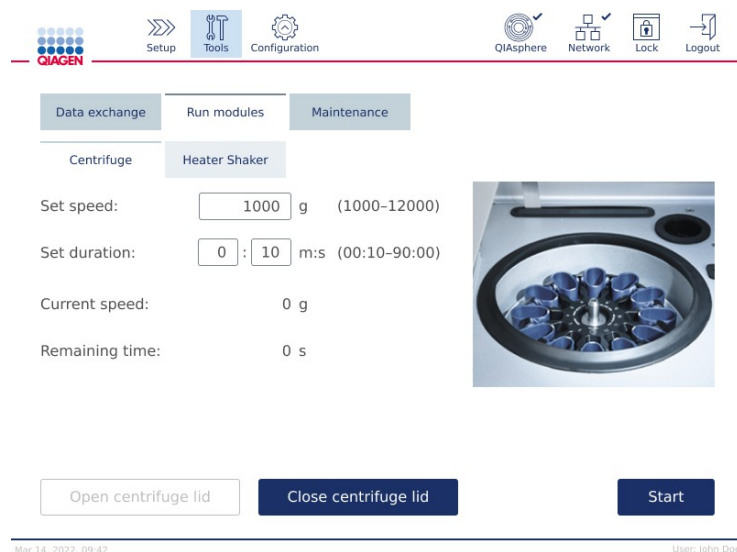 QIAGEN
Setup
Tools
Configuration
QIAsphere
Network
Lock
Logout
Data exchange
Run modules
Maintenance
Centrifuge
Heater Shaker
Set speed: 1000 g (1000–12000)
Set duration: 0 : 10 m:s (00:10–90:00)
Current speed: 0 g
Remaining time: 0 s
Open centrifuge lid
Close centrifuge lid
Start
Mar 14, 2022, 09:42
User: John Doe